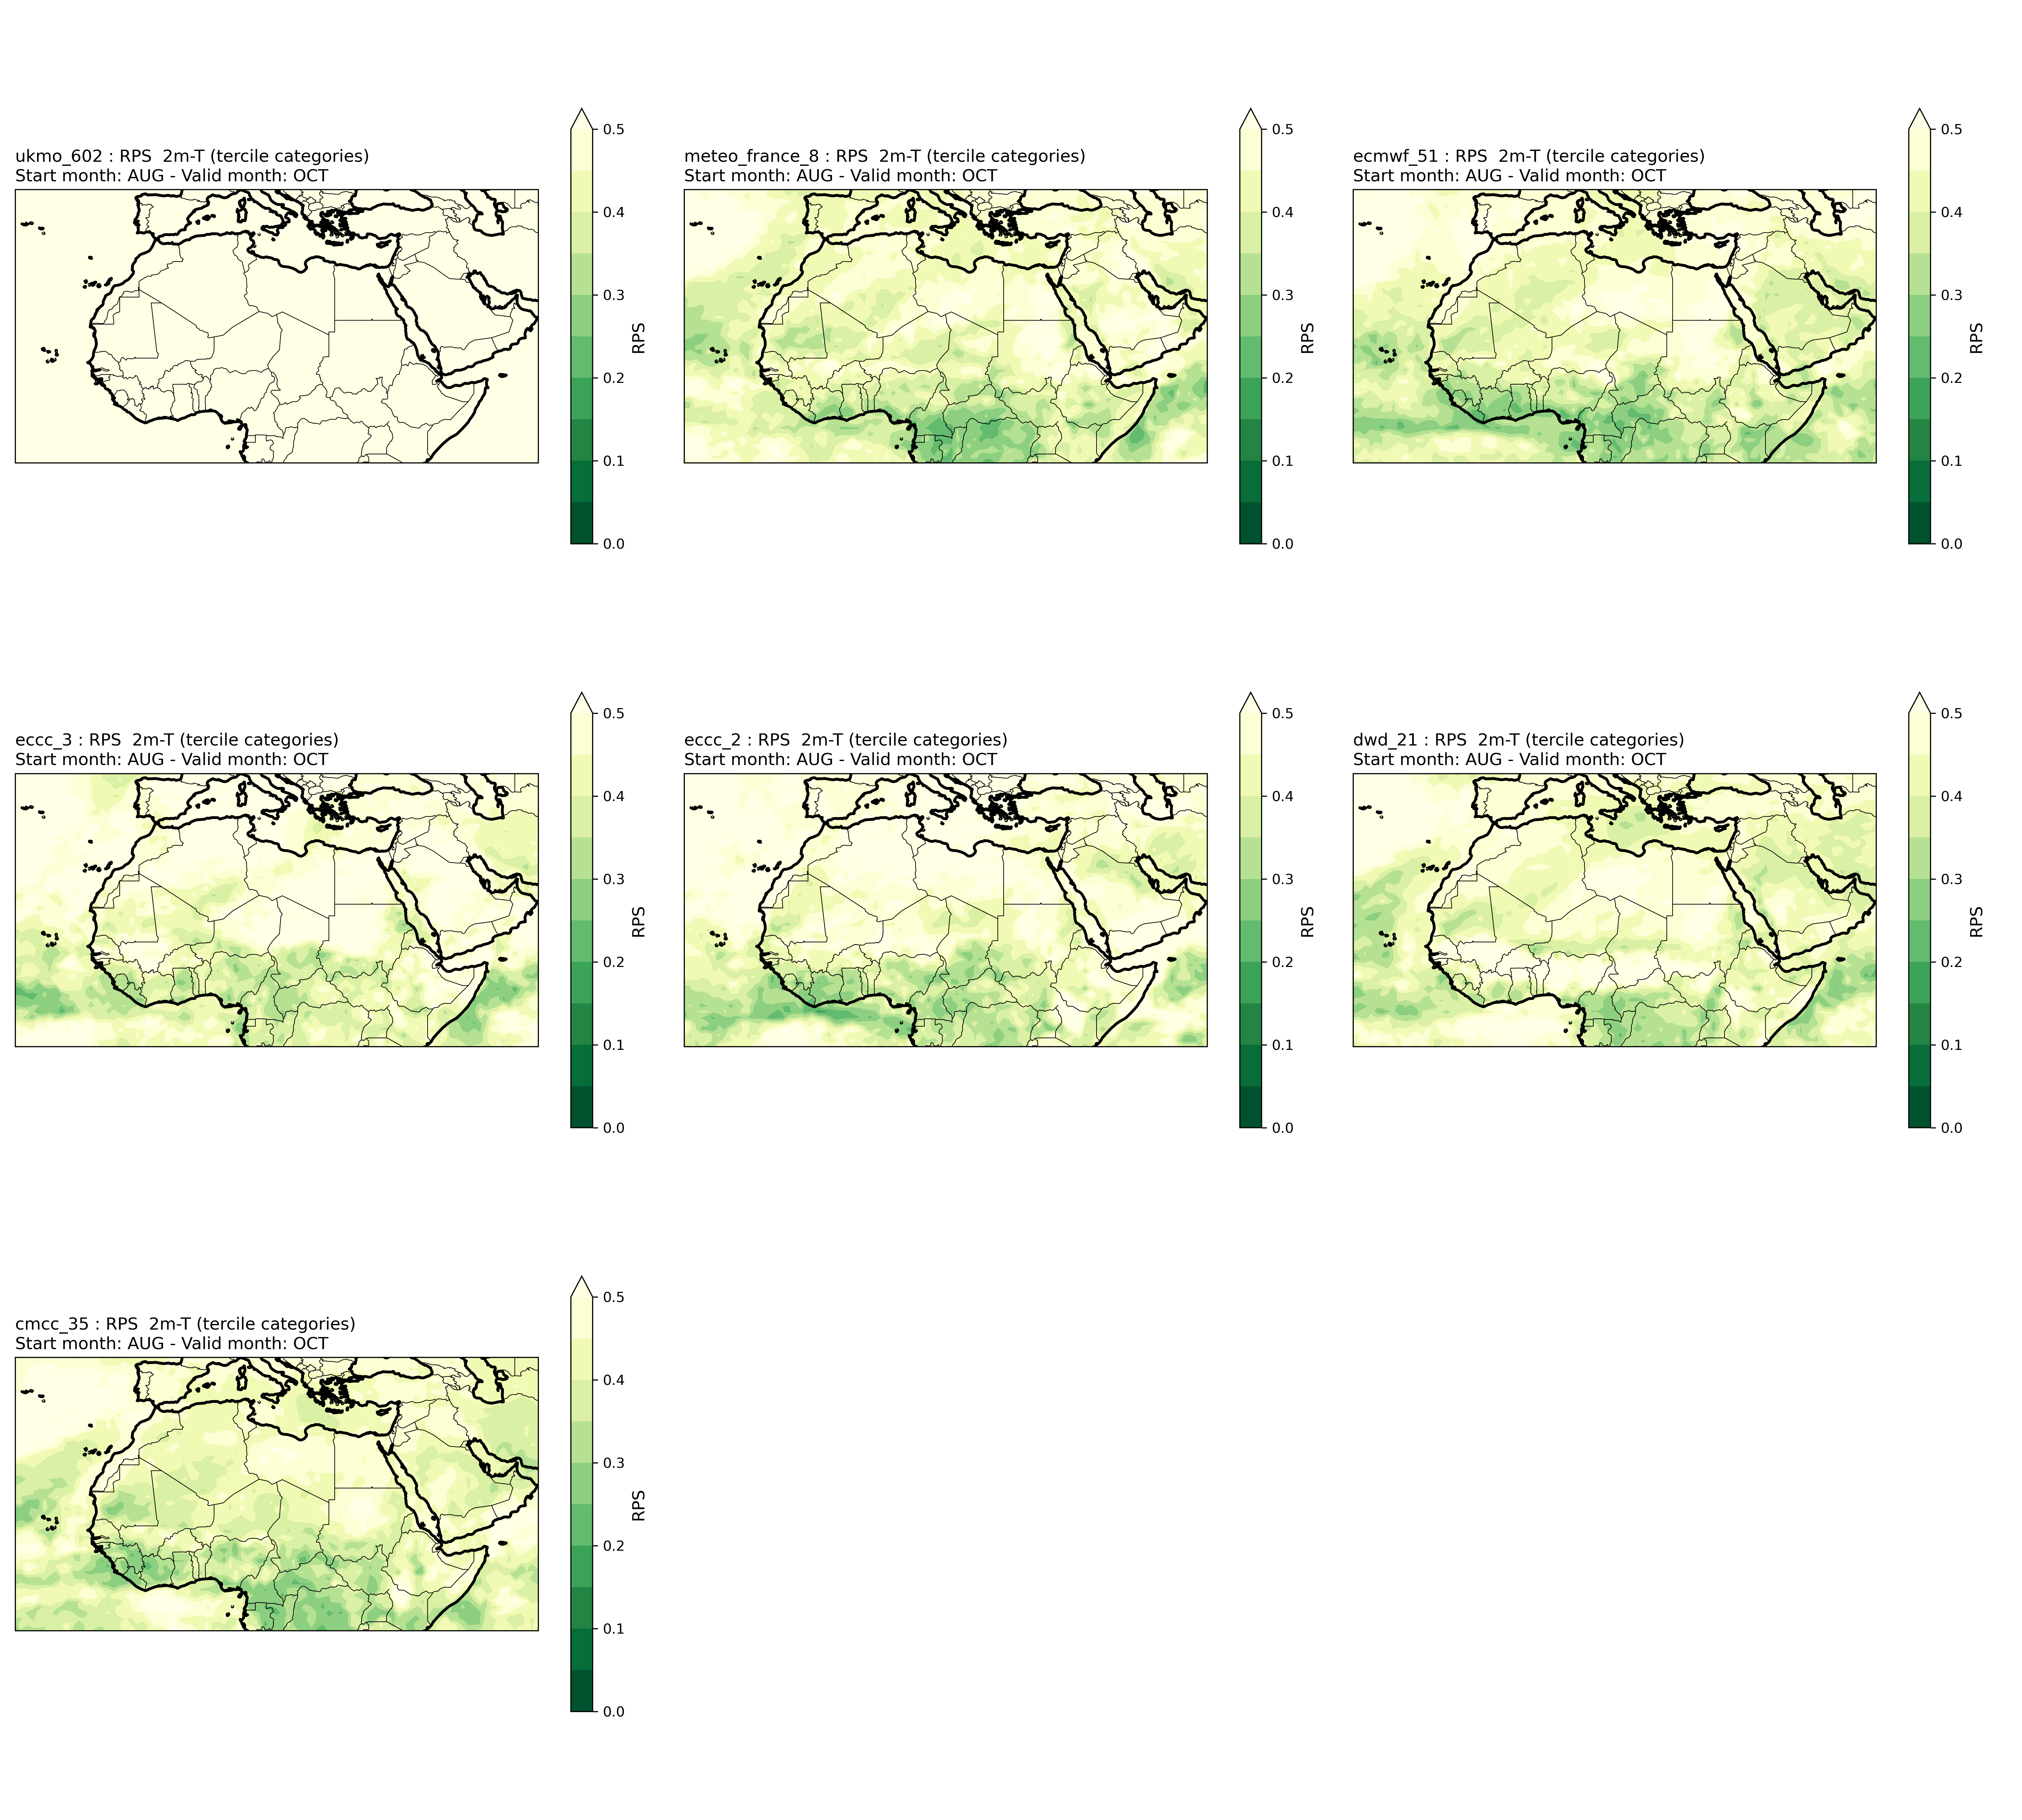 ukmo_602 : RPS  2m-T (tercile categories)
Start month: AUG - Valid month: OCT
0.5
0.4
0.3
0.2
0.1
0.0
RPS
meteo_france_8 : RPS  2m-T (tercile categories)
Start month: AUG - Valid month: OCT
0.5
0.4
0.3
0.2
0.1
0.0
RPS
ecmwf_51 : RPS  2m-T (tercile categories)
Start month: AUG - Valid month: OCT
0.5
0.4
0.3
0.2
0.1
0.0
RPS
eccc_3 : RPS  2m-T (tercile categories)
Start month: AUG - Valid month: OCT
0.5
0.4
0.3
0.2
0.1
0.0
RPS
eccc_2 : RPS  2m-T (tercile categories)
Start month: AUG - Valid month: OCT
0.5
0.4
0.3
0.2
0.1
0.0
RPS
dwd_21 : RPS  2m-T (tercile categories)
Start month: AUG - Valid month: OCT
0.5
0.4
0.3
0.2
0.1
0.0
RPS
cmcc_35 : RPS  2m-T (tercile categories)
Start month: AUG - Valid month: OCT
0.5
0.4
0.3
0.2
0.1
0.0
RPS